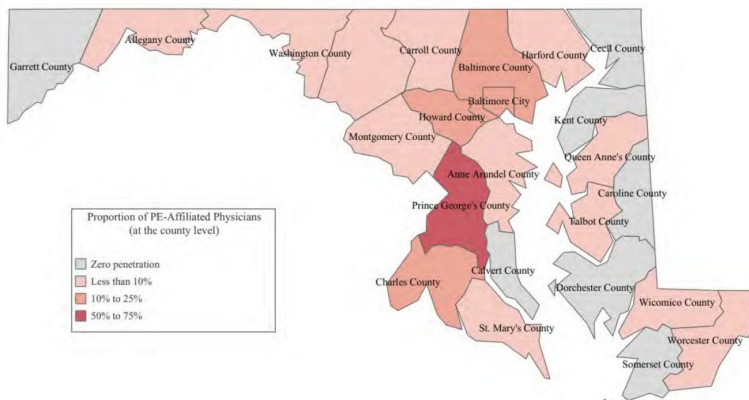 Garrett County
Allegany County
Washington County
Carroll County
Baltimore County
Harford County
Cecil County
Baltimore City
Howard County
Kent County
Montgomery County
Queen Anne's County
Anne Arundel County
Caroline County
Prince George's County
Talbot County
Proportion of PE-Affiliated Physicians
(at the county level)
Zero penetration
Less than 10%
10% to 25%
50% to 75%
Calvert County
Charles County
Dorchester County
Wicomico County
St. Mary's County
Worcester County
Somerset County